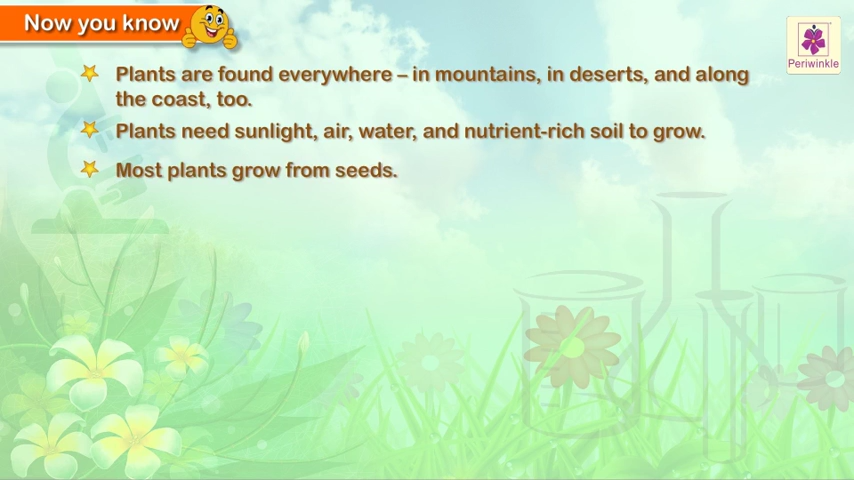 Now you know
Periwinkle
Plants are found everywhere – in mountains, in deserts, and along
the coast, too.
Plants need sunlight, air, water, and nutrient-rich soil to grow.
Most plants grow from seeds.